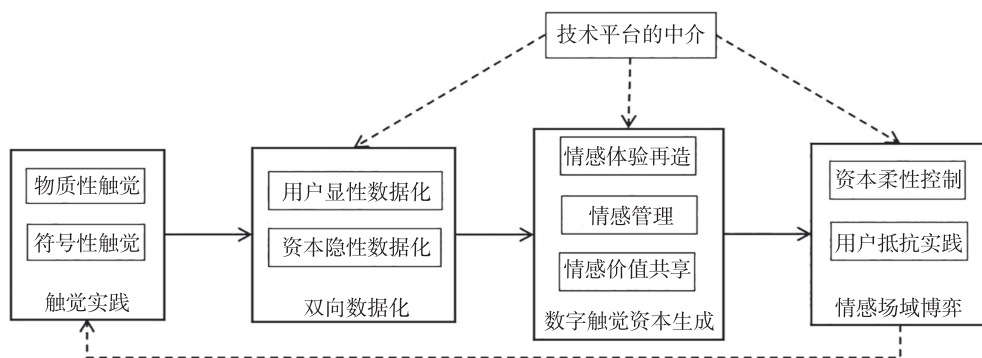 技术平台的中介
物质性触觉
符号性触觉
触觉实践
用户显性数据化
资本隐性数据化
双向数据化
情感体验再造
情感管理
情感价值共享
数字触觉资本生成
资本柔性控制
用户抵抗实践
情感场域博弈